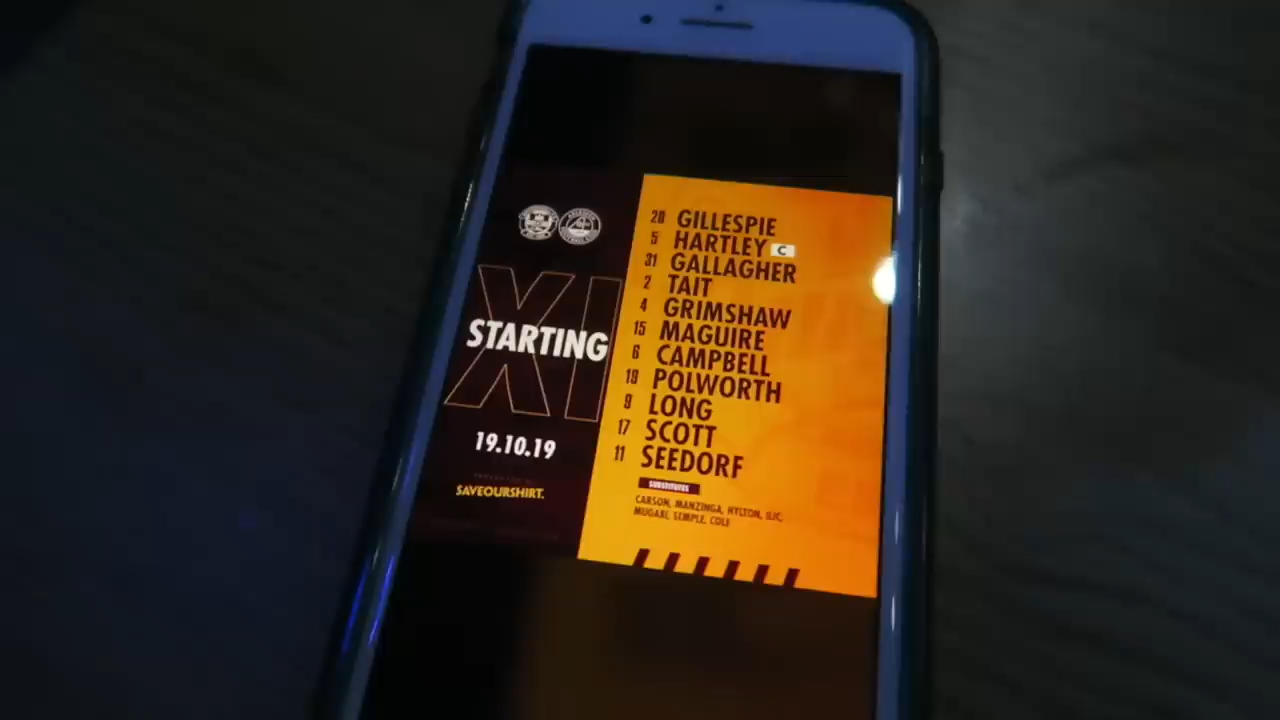 STARTING
XI
19.10.19
SAVEOURSHIRT.
20 GILLESPIE
5 HARTLEY C
31 GALLAGHER
2 TAIT
4 GRIMSHAW
15 MAGUIRE
6 CAMPBELL
19 POLWORTH
9 LONG
17 SCOTT
11 SEEDORF
SUBSTITUTES
CARSON, MANZINGA, HYLTON, ILIC,
MUGABI, SEMPLE, COLE